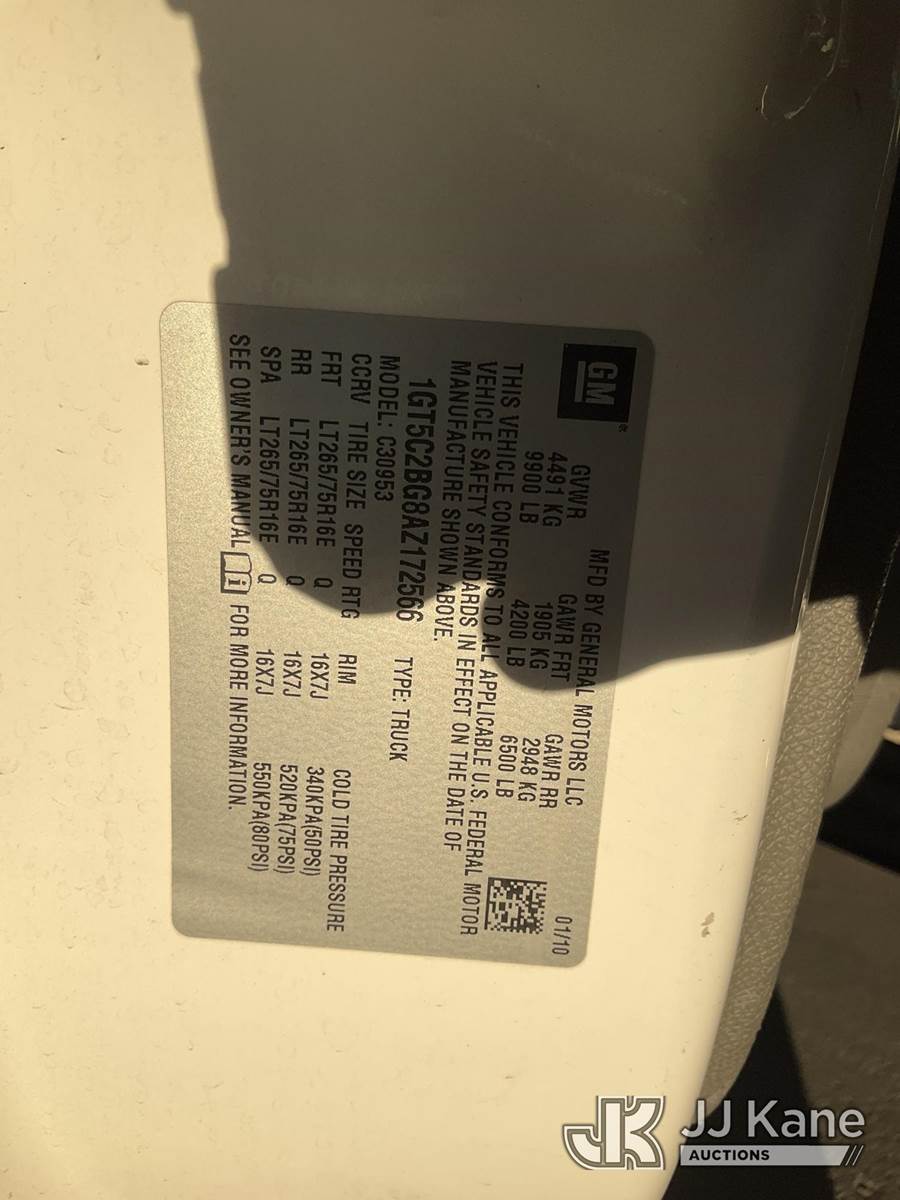 GM
MFD BY GENERAL MOTORS LLC 01/10
GVWR GAWR FRT GAWR RR
4491 KG 1905 KG 2948 KG
9900 LB 4200 LB 6500 LB
THIS VEHICLE CONFORMS TO ALL APPLICABLE U.S. FEDERAL MOTOR
VEHICLE SAFETY STANDARDS IN EFFECT ON THE DATE OF
MANUFACTURE SHOWN ABOVE.
1GT5C2BG8AZ172566 TYPE: TRUCK
MODEL: C30953
CCRV TIRE SIZE SPEED RTG RIM COLD TIRE PRESSURE
FRT LT265/75R16E Q 16X7J 340KPA(50PSI)
RR LT265/75R16E Q 16X7J 520KPA(75PSI)
SPA LT265/75R16E Q 16X7J 550KPA(80PSI)
SEE OWNER'S MANUAL FOR MORE INFORMATION.
JK JJ Kane
AUCTIONS